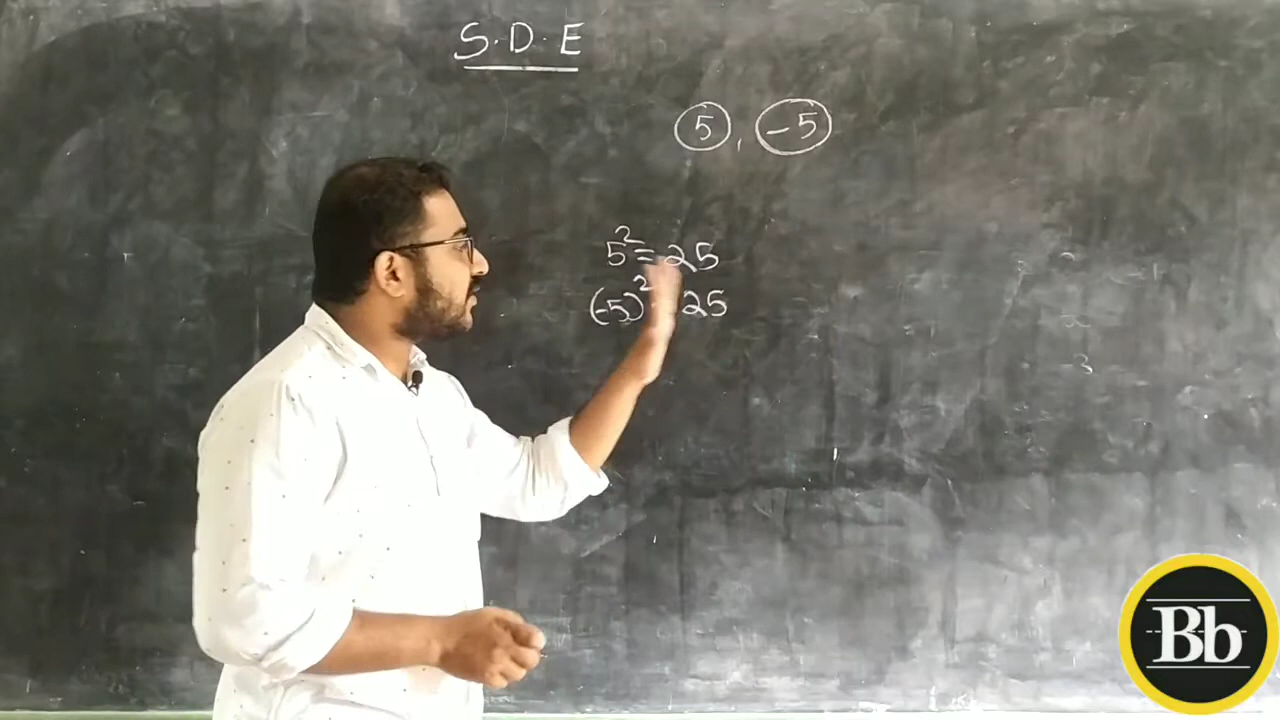 S.D.E
5, -5
5² = 25
(-5)² 25
Bb